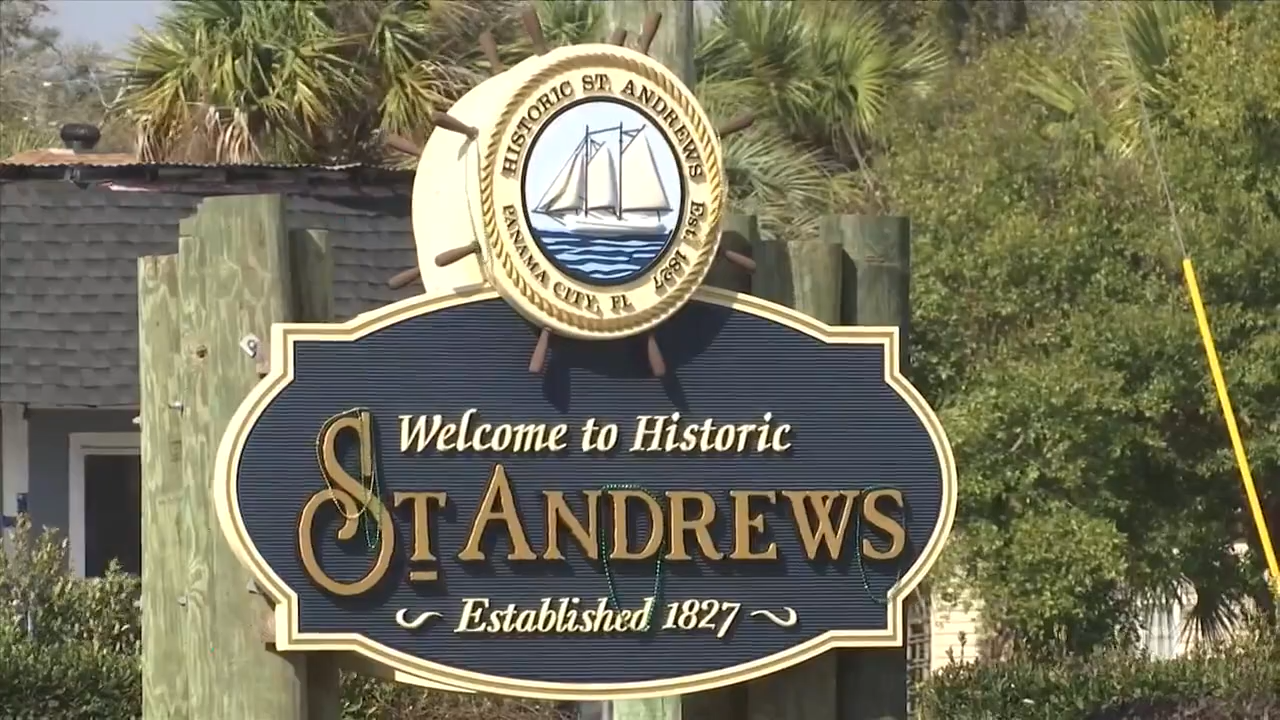 HISTORIC ST. ANDREWS Est. 1827
PANAMA CITY, FL
Welcome to Historic
ST ANDREWS
~ Established 1827 ~